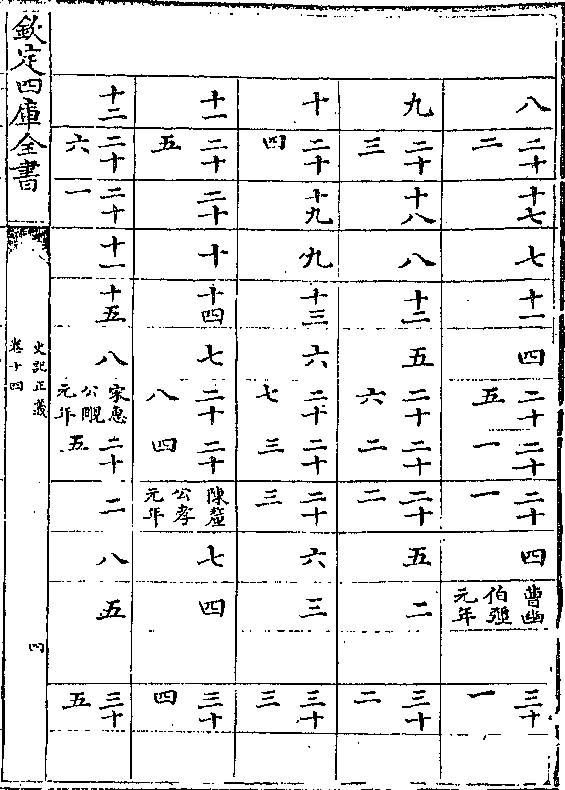 八
二十二
十七
七
十一
四
二十五
二十一
二十一
四
曹幽伯強元年
三十一
九
二十三
十八
八
十二
五
二十六
二十二
二十二
五
二
三十二
十
二十四
十九
九
十三
六
二十七
二十三
二十三
六
三
三十三
十一
二十五
二十
十
十四
七
二十八
二十四
陳釐公孝元年
七
四
三十四
十二
二十六
二十一
十一
十五
八
宋惠公覵元年
二十五
二
八
五
三十五
欽定四庫全書
史記正義
卷十四
四